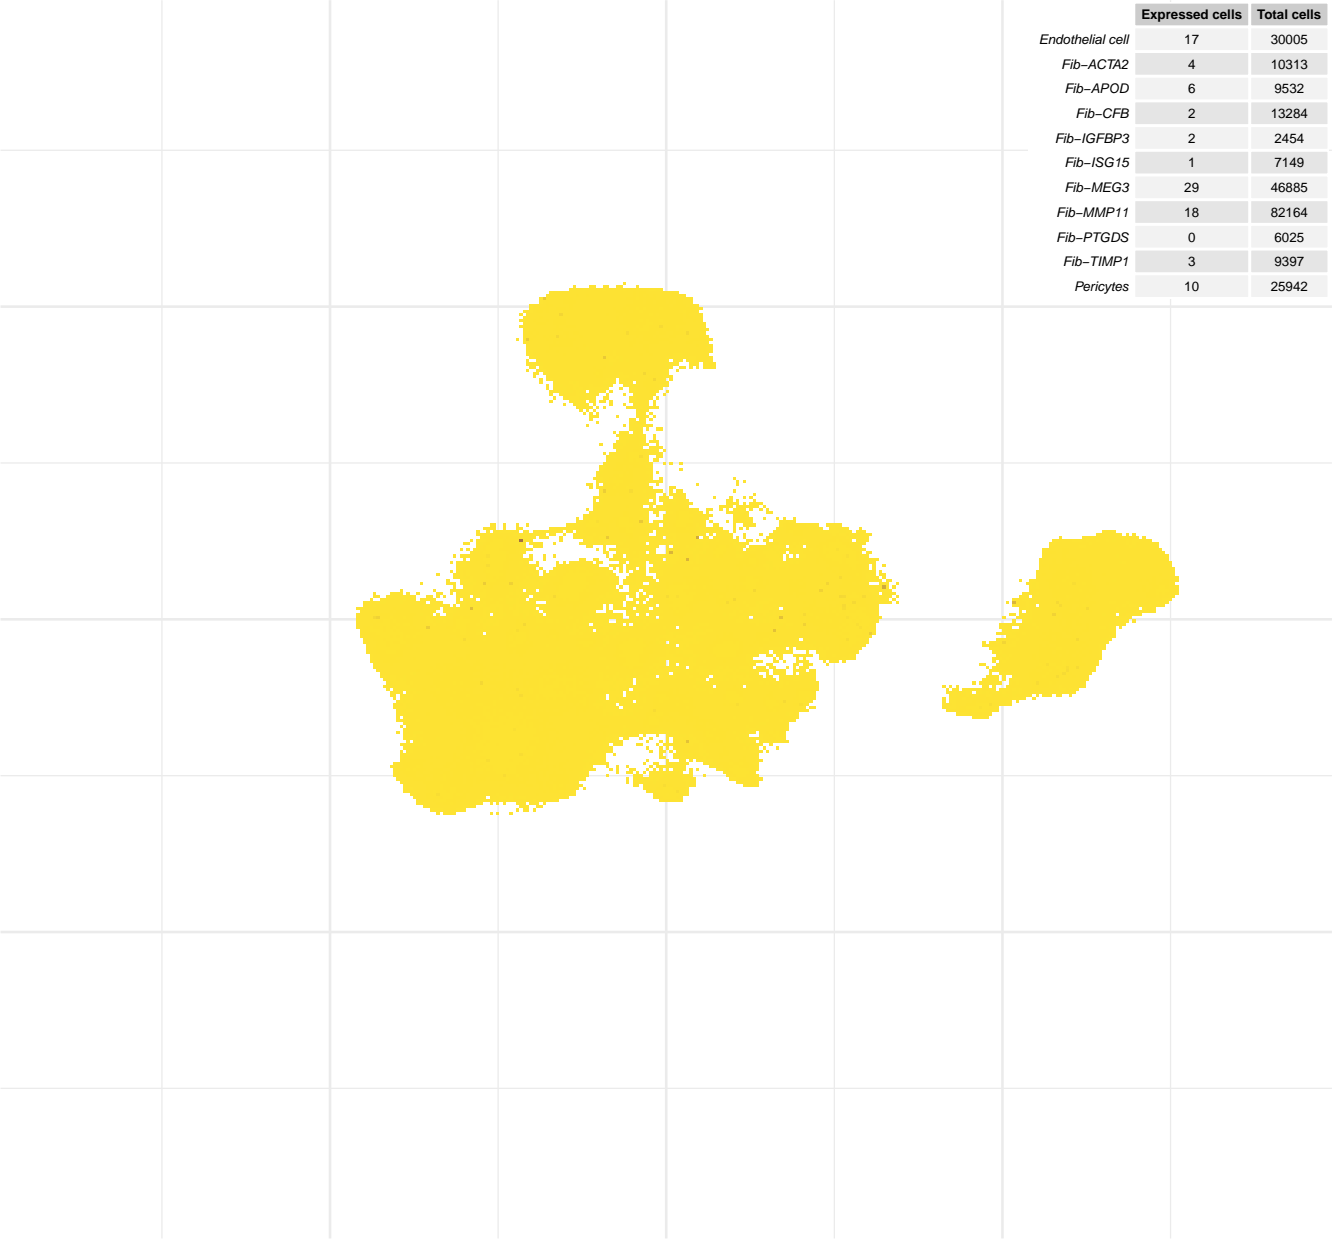 Expressed cells Total cells
Endothelial cell 17 30005
Fib−ACTA2 4 10313
Fib−APOD 6 9532
Fib−CFB 2 13284
Fib−IGFBP3 2 2454
Fib−ISG15 1 7149
Fib−MEG3 29 46885
Fib−MMP11 18 82164
Fib−PTGDS 0 6025
Fib−TIMP1 3 9397
Pericytes 10 25942